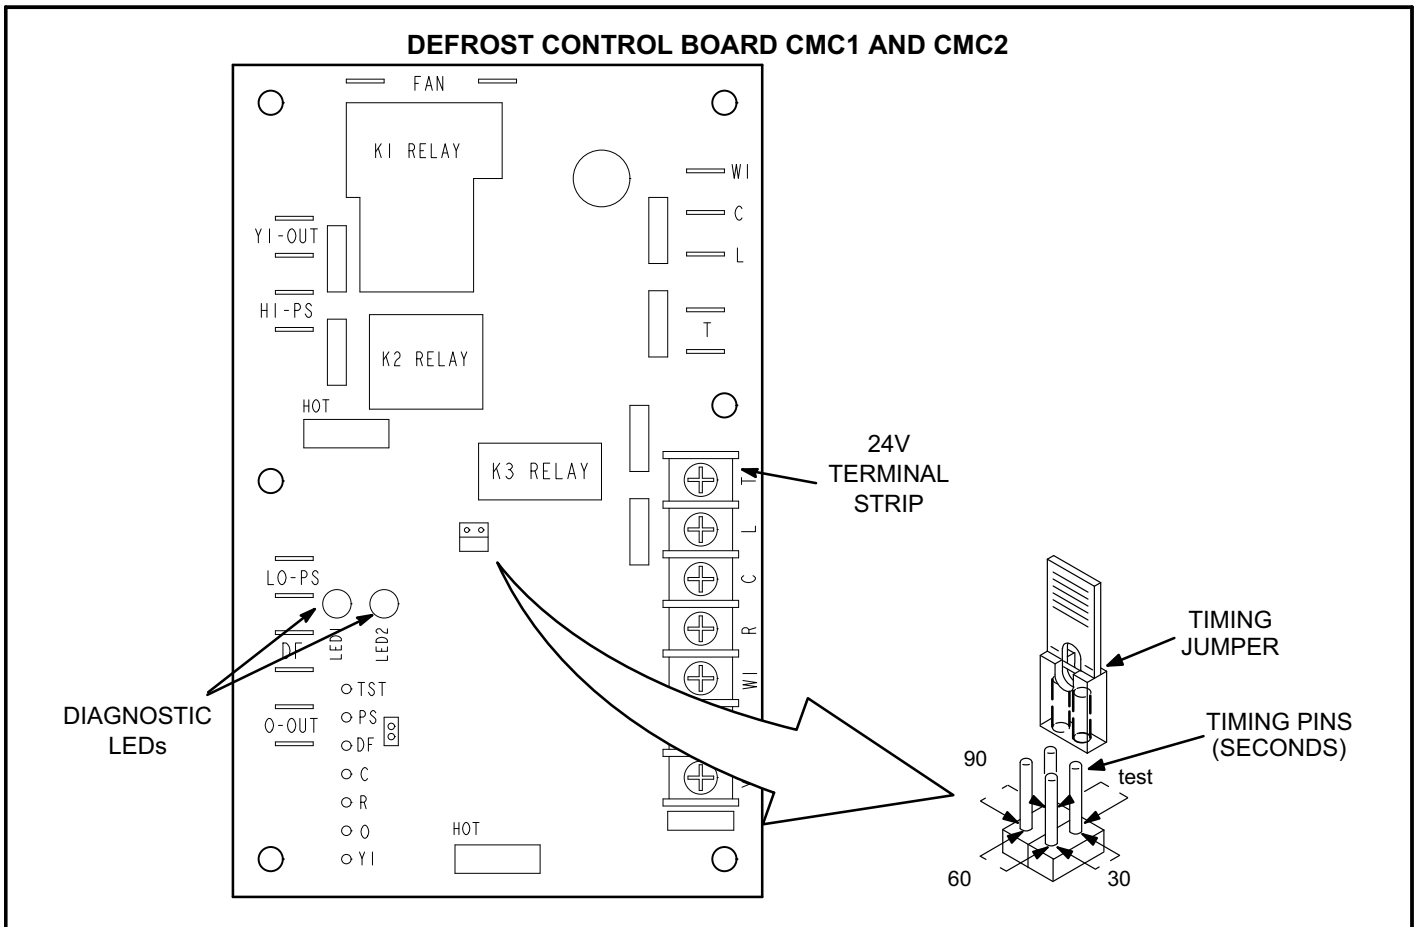 DEFROST CONTROL BOARD CMC1 AND CMC2
FAN
K1 RELAY
W1
C
L
Y1-OUT
HI-PS
T
K2 RELAY
HOT
24V
TERMINAL
STRIP
K3 RELAY
T
L
C
R
W1
LO-PS
LED1
LED2
DF
O-OUT
TST
PS
DF
C
R
O
Y1
HOT
DIAGNOSTIC
LEDs
TIMING
JUMPER
TIMING PINS
(SECONDS)
90
test
60
30